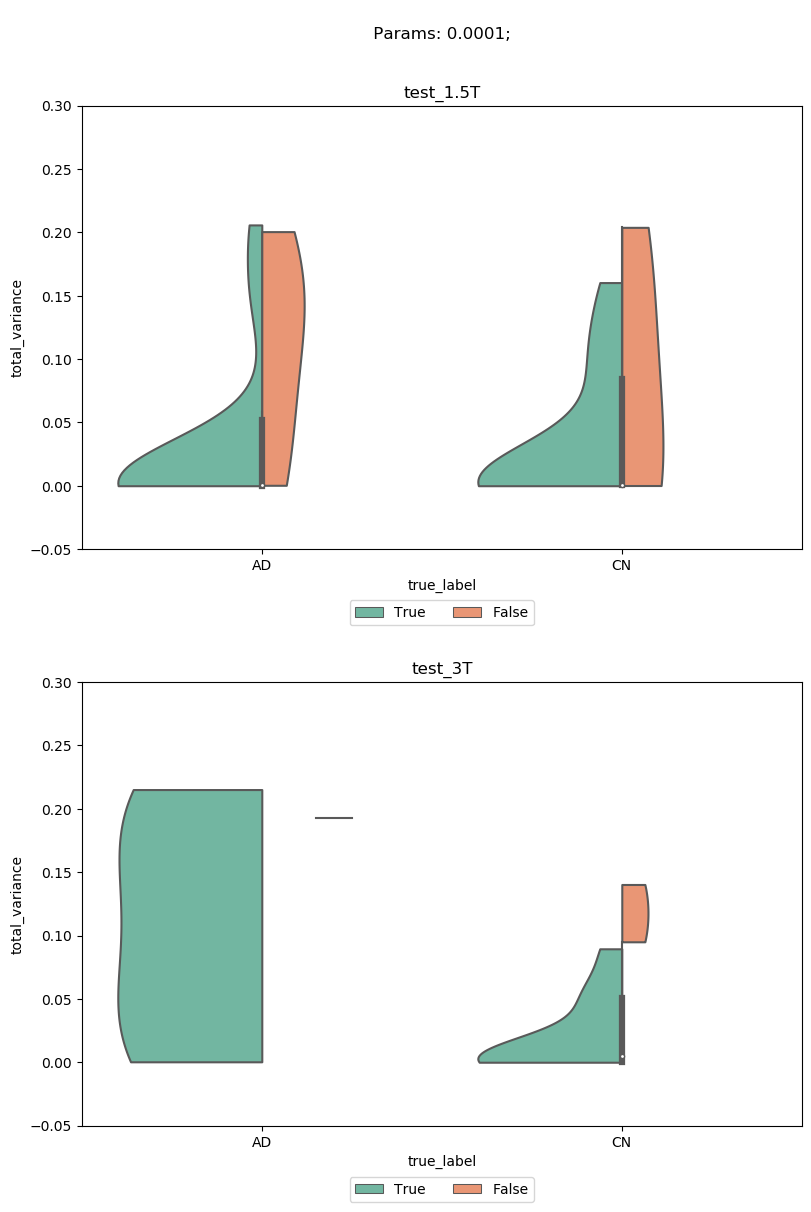 Params: 0.0001;
test_1.5T
0.30
0.25
0.20
0.15
0.10
0.05
0.00
−0.05
total_variance
AD CN
true_label
True False
test_3T
0.30
0.25
0.20
0.15
0.10
0.05
0.00
−0.05
total_variance
AD CN
true_label
True False